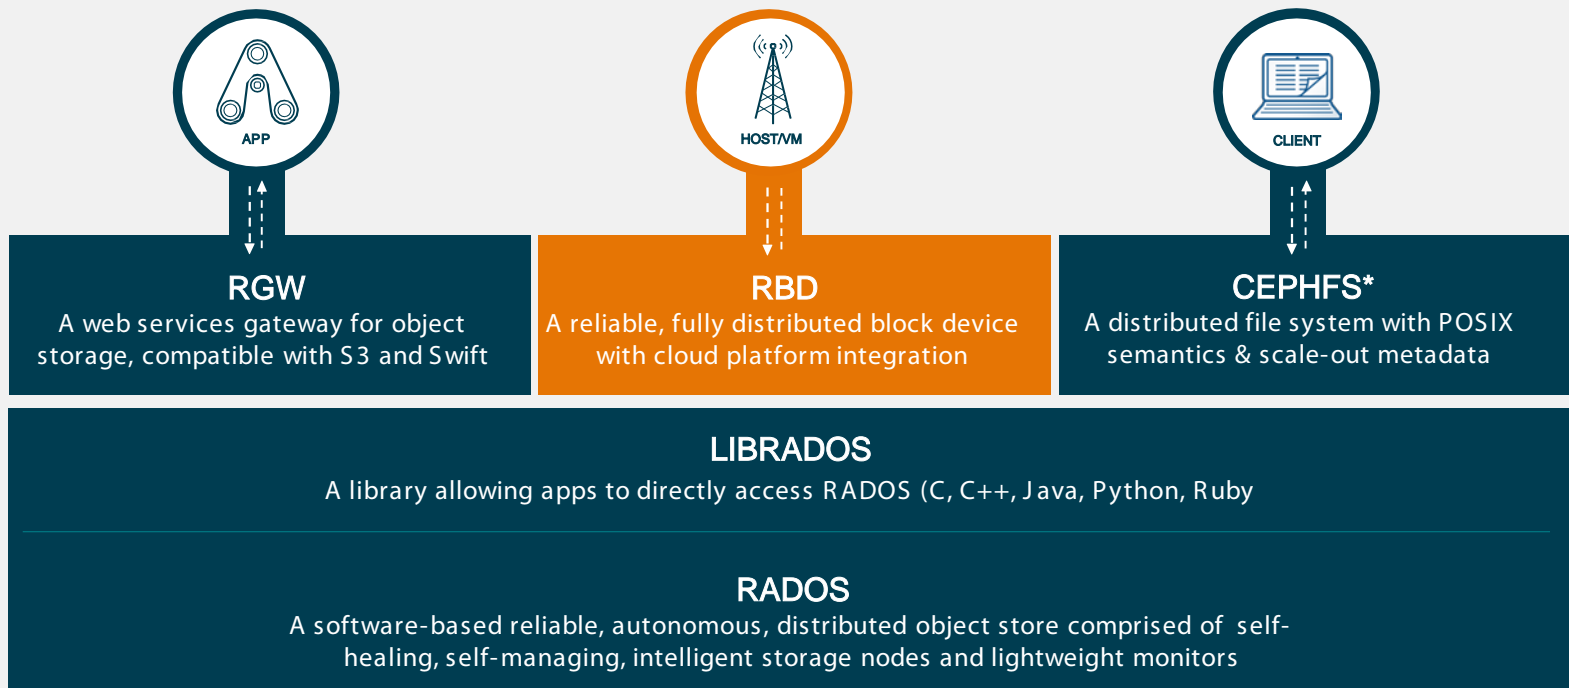 APP
HOST/VM
CLIENT
RGW
A web services gateway for object
storage, compatible with S3 and Swift
RBD
A reliable, fully distributed block device
with cloud platform integration
CEPHFS*
A distributed file system with POSIX
semantics & scale-out metadata
LIBRADOS
A library allowing apps to directly access RADOS (C, C++, Java, Python, Ruby
RADOS
A software-based reliable, autonomous, distributed object store comprised of self-
healing, self-managing, intelligent storage nodes and lightweight monitors